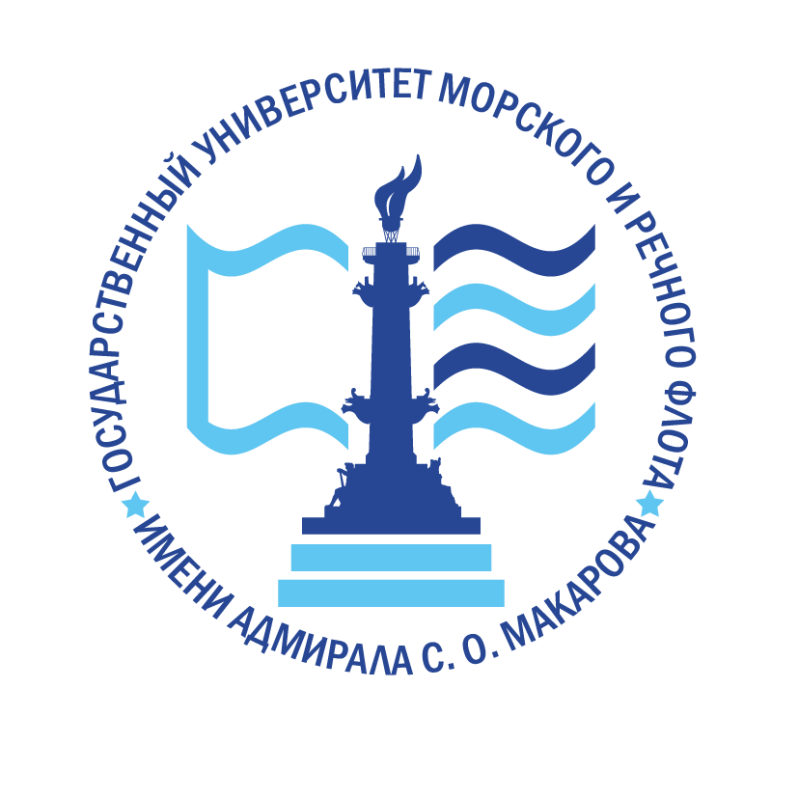 ГОСУДАРСТВЕННЫЙ УНИВЕРСИТЕТ МОРСКОГО И РЕЧНОГО ФЛОТА
ИМЕНИ АДМИРАЛА С. О. МАКАРОВА